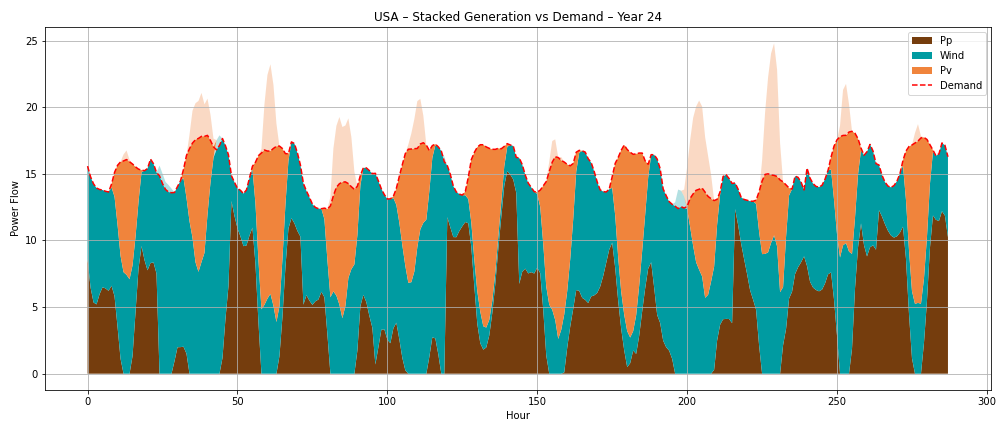 USA – Stacked Generation vs Demand – Year 24
Pp
Wind
Pv
Demand
Power Flow
25
20
15
10
5
0
0 50 100 150 200 250 300
Hour